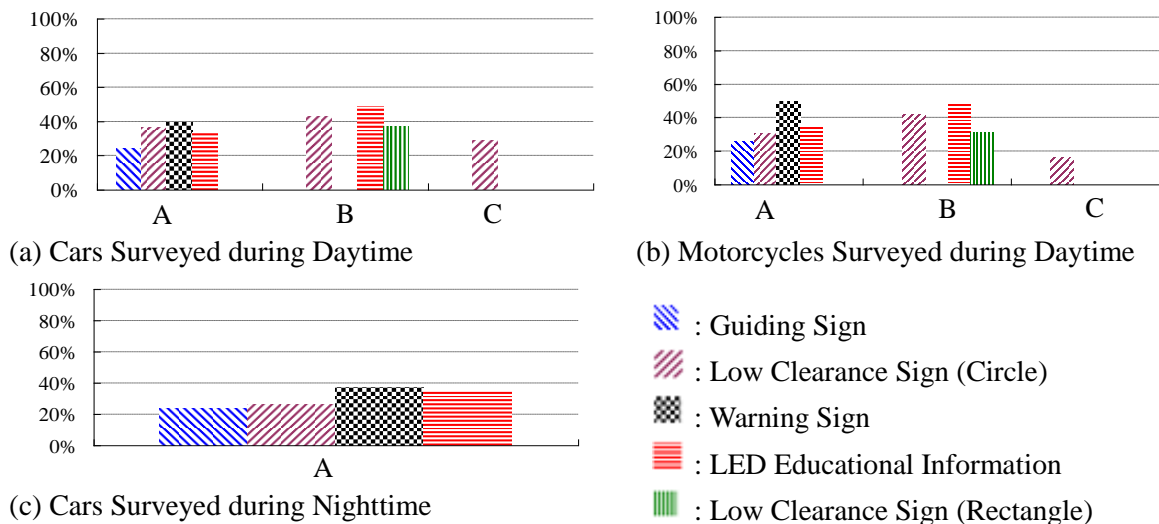 100%
80%
60%
40%
20%
0%
A B C
(a) Cars Surveyed during Daytime
100%
80%
60%
40%
20%
0%
A B C
(b) Motorcycles Surveyed during Daytime
100%
80%
60%
40%
20%
0%
A
(c) Cars Surveyed during Nighttime
: Guiding Sign
: Low Clearance Sign (Circle)
: Warning Sign
: LED Educational Information
: Low Clearance Sign (Rectangle)